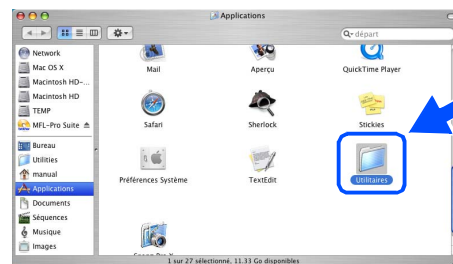 Applications
départ
Network
Mac OS X
Macintosh HD-...
Macintosh HD
TEMP
MFL-Pro Suite
Bureau
Utilities
manual
Applications
Documents
Séquences
Musique
Images
Mail
Aperçu
QuickTime Player
Safari
Sherlock
Stickies
Préférences Système
TextEdit
Utilitaires
1 sur 27 sélectionné, 11.33 Go disponibles